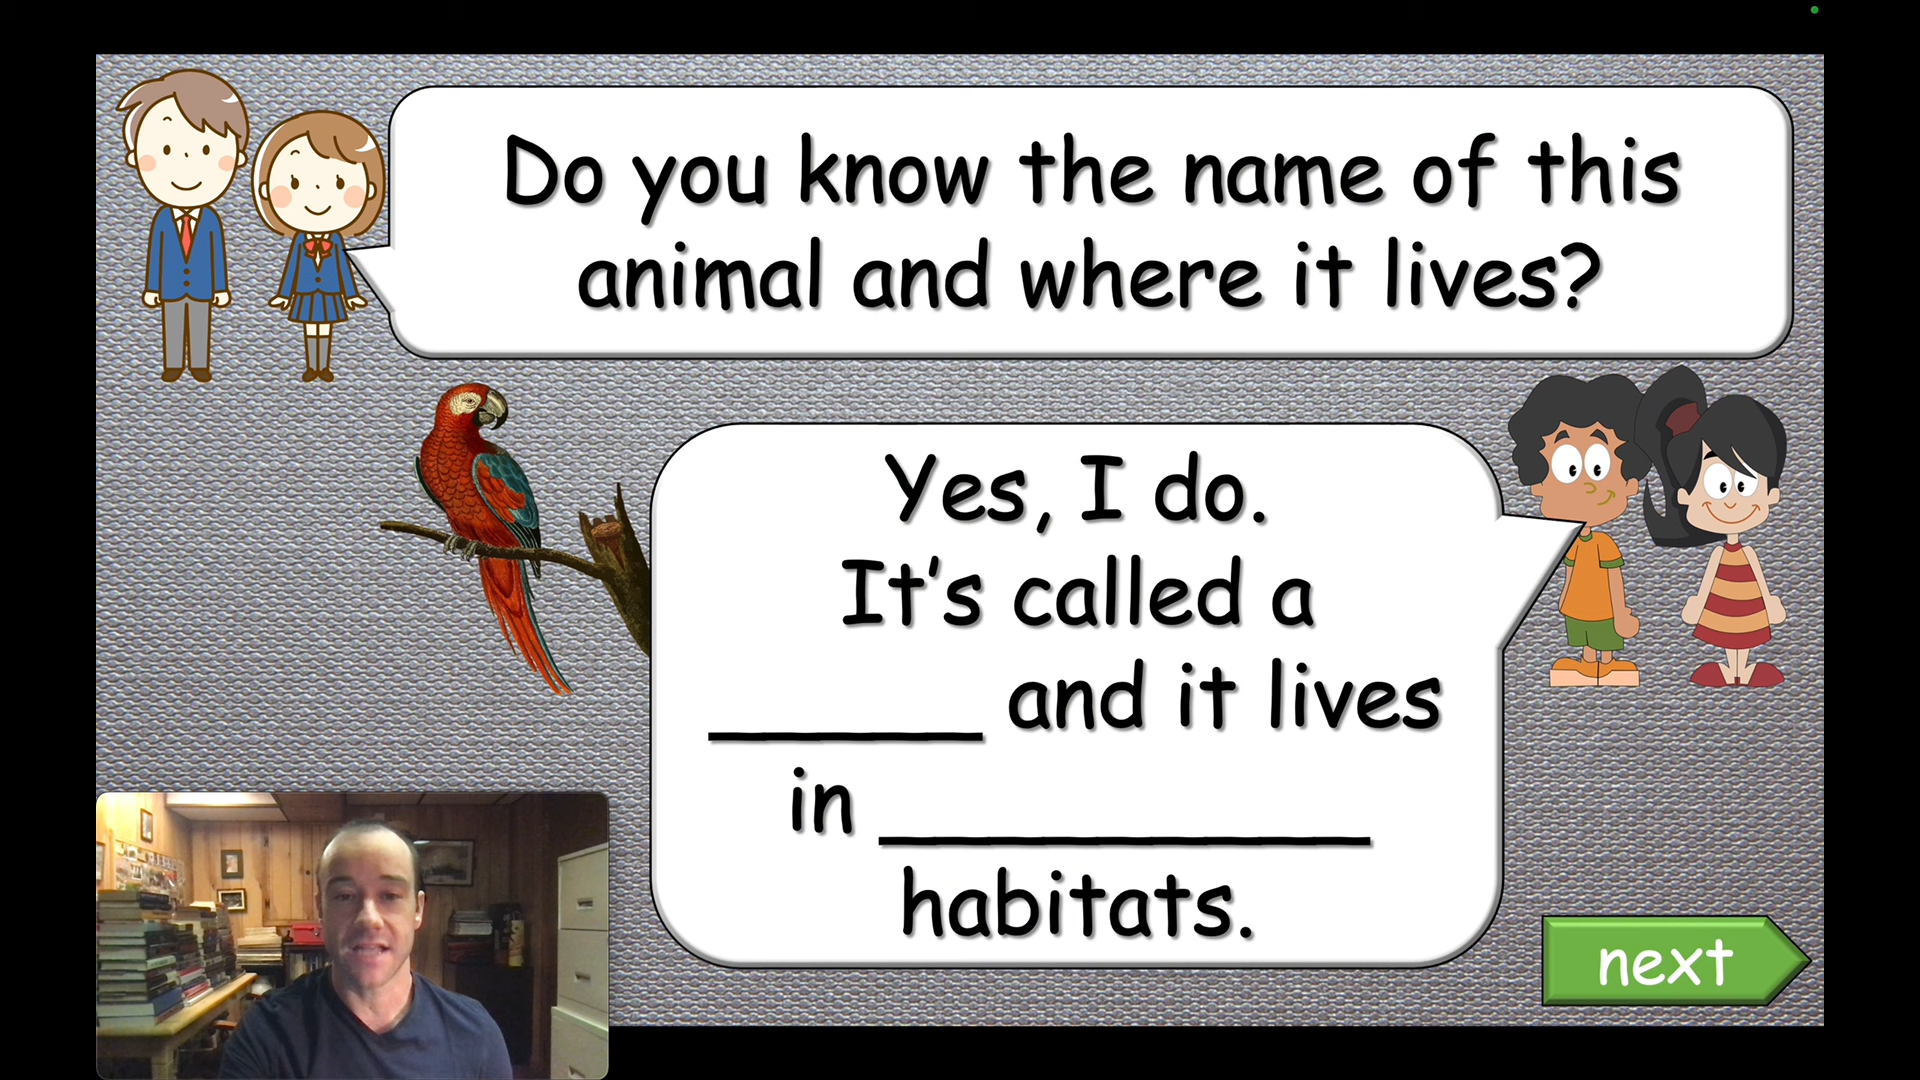 Do you know the name of this
animal and where it lives?
Yes, I do.
It's called a
______ and it lives
in ___________
habitats.
next